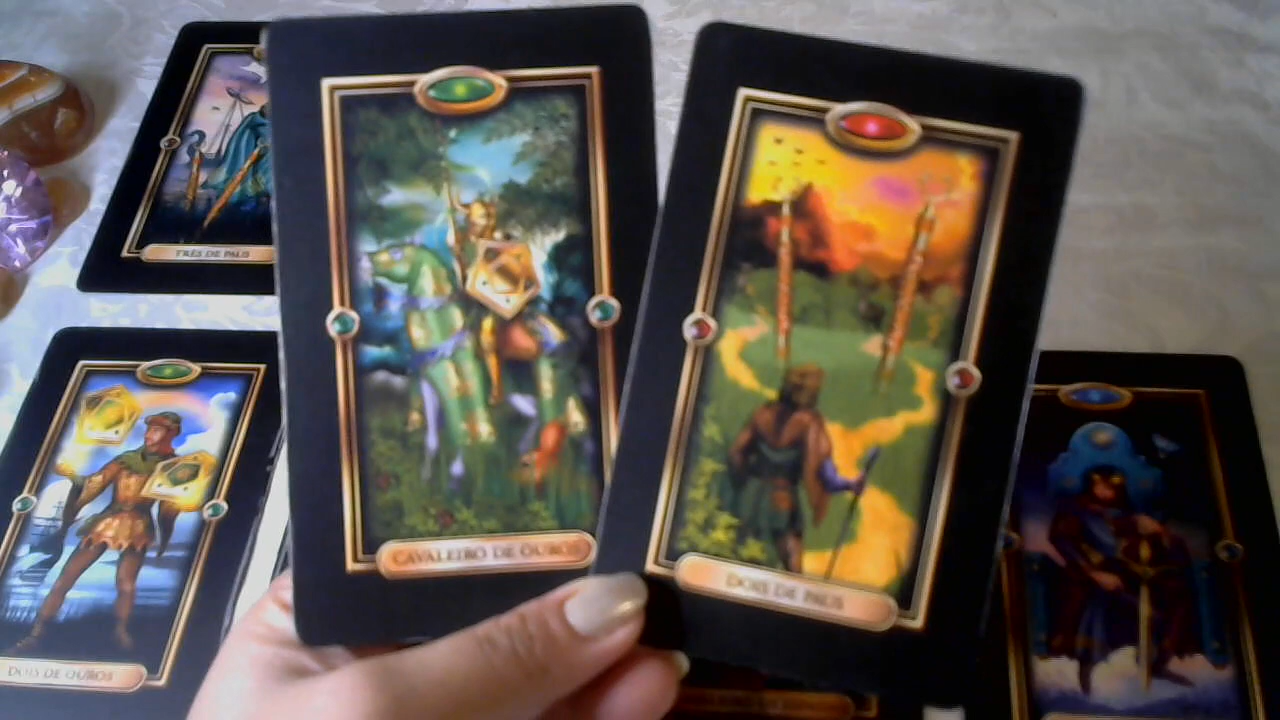 TRÊS DE PAUS
CAVALEIRO DE OUROS
DOIS DE PAUS
DOIS DE OUROS